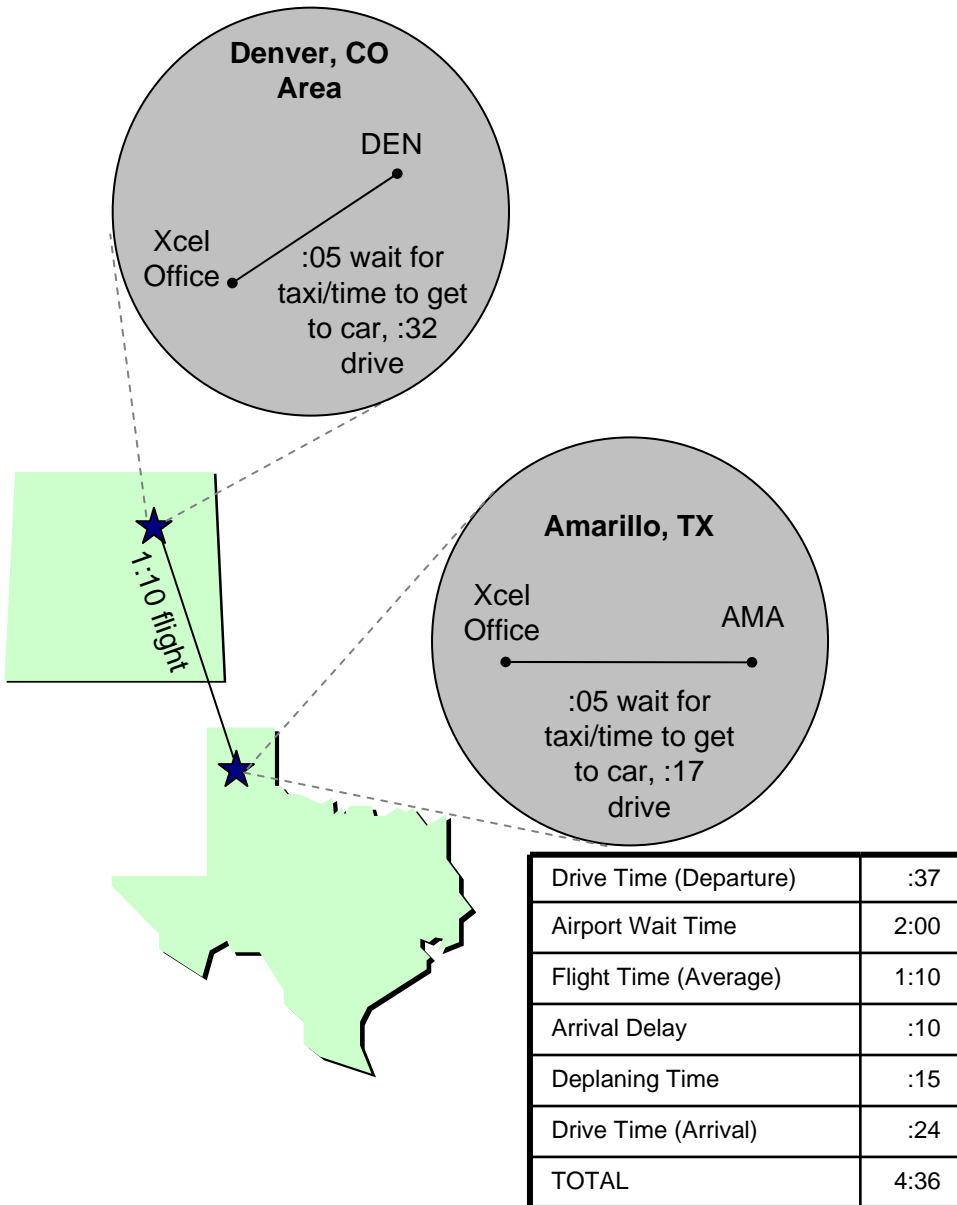 Denver, CO
Area
DEN
Xcel
Office
:05 wait for
taxi/time to get
to car, :32
drive
1:10 flight
Amarillo, TX
Xcel
Office
AMA
:05 wait for
taxi/time to get
to car, :17
drive
Drive Time (Departure) :37
Airport Wait Time 2:00
Flight Time (Average) 1:10
Arrival Delay :10
Deplaning Time :15
Drive Time (Arrival) :24
TOTAL 4:36